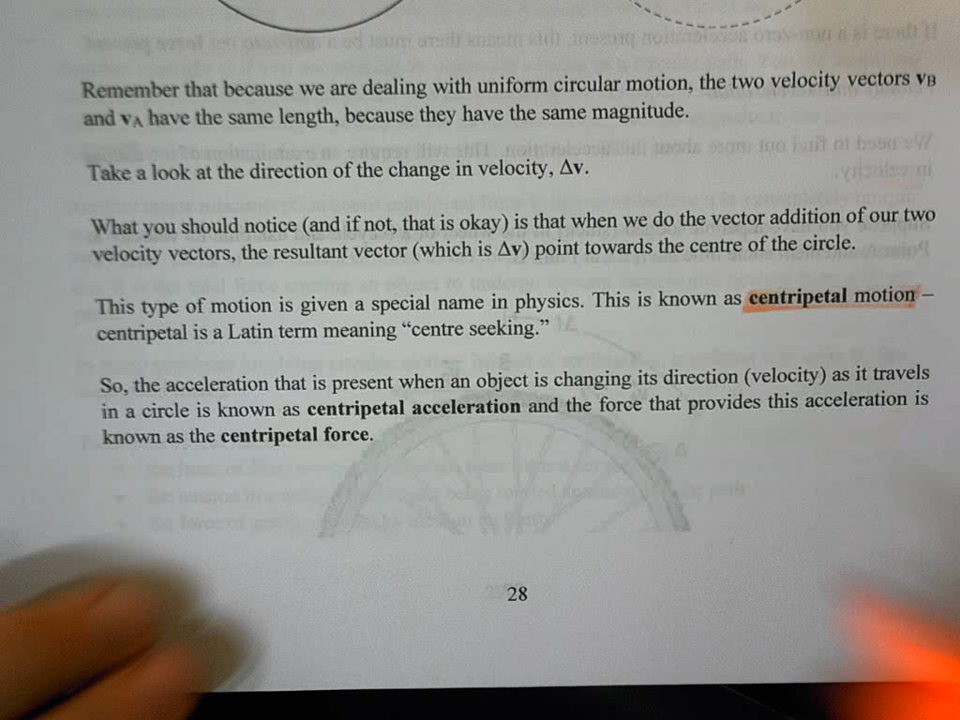 Remember that because we are dealing with uniform circular motion, the two velocity vectors vB
and vA have the same length, because they have the same magnitude.
Take a look at the direction of the change in velocity, Δv.
What you should notice (and if not, that is okay) is that when we do the vector addition of our two
velocity vectors, the resultant vector (which is Δv) point towards the centre of the circle.
This type of motion is given a special name in physics. This is known as centripetal motion –
centripetal is a Latin term meaning “centre seeking.”
So, the acceleration that is present when an object is changing its direction (velocity) as it travels
in a circle is known as centripetal acceleration and the force that provides this acceleration is
known as the centripetal force.
28